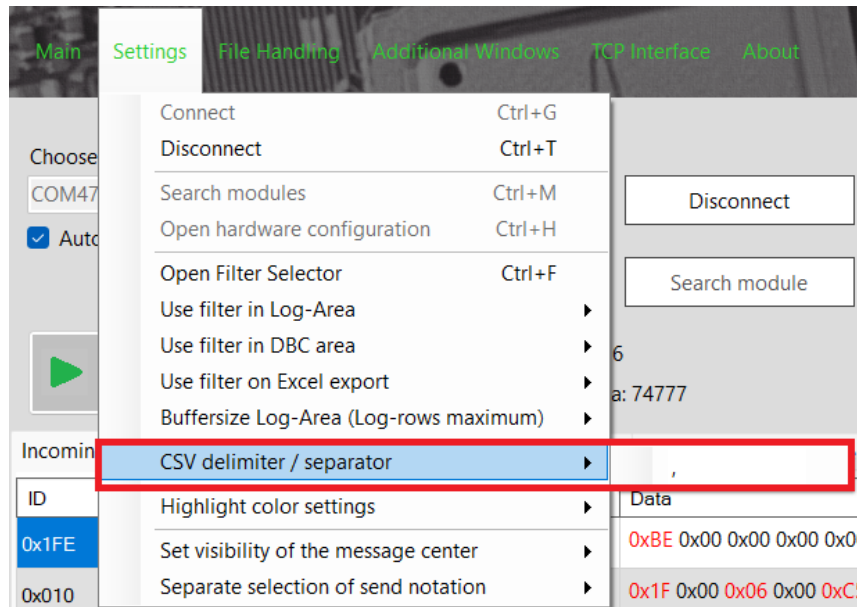 Main Settings File Handling Additional Windows TCP Interface About
Connect Ctrl+G
Disconnect Ctrl+T
Search modules Ctrl+M
Open hardware configuration Ctrl+H
Open Filter Selector Ctrl+F
Use filter in Log-Area
Use filter in DBC area
Use filter on Excel export
Buffersize Log-Area (Log-rows maximum)
CSV delimiter / separator ,
Highlight color settings
Set visibility of the message center
Separate selection of send notation
Choose
COM47
Disconnect
Search module
6
a: 74777
ID Data
0x1FE 0xBE 0x00 0x00 0x00
0x010 0x1F 0x00 0x06 0x00